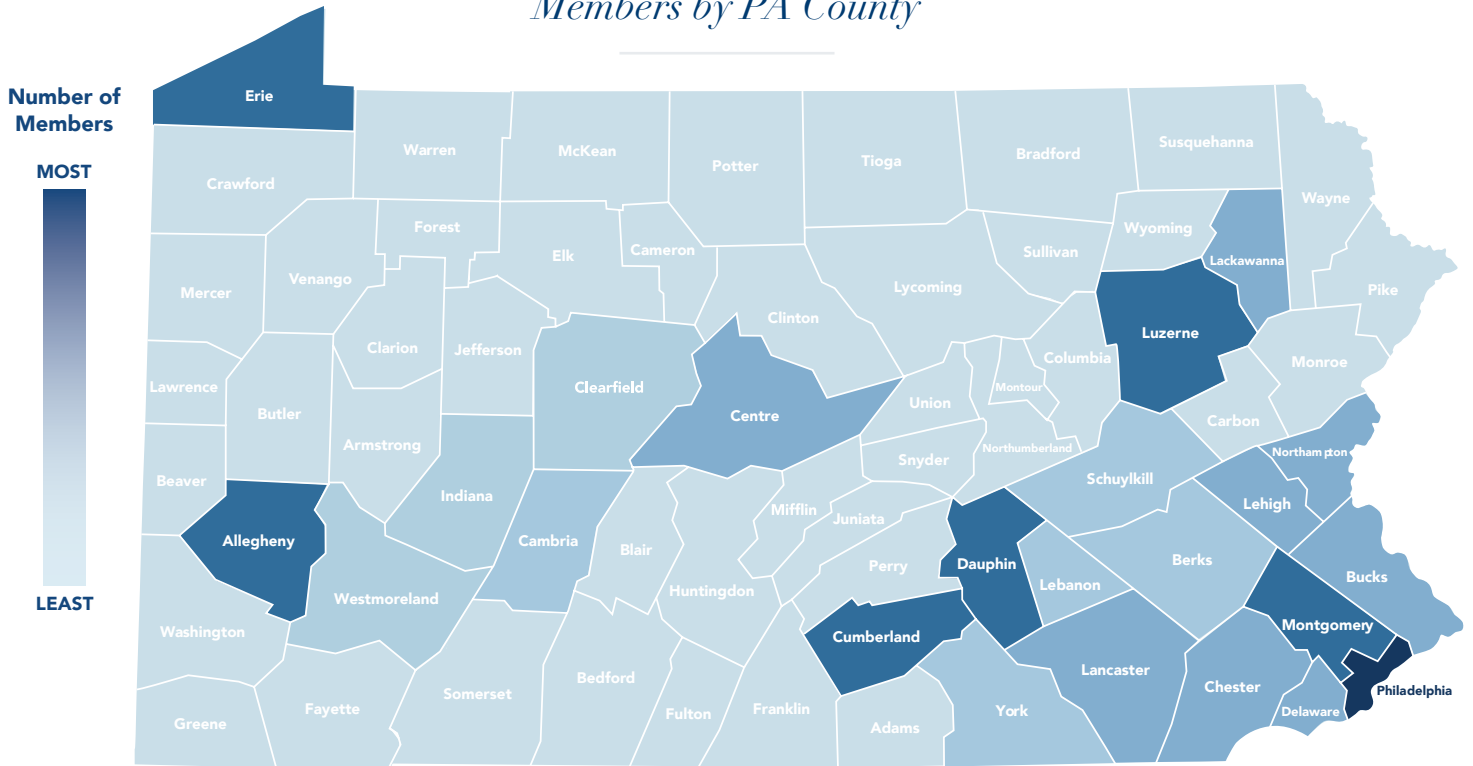 Members by PA County
Number of
Members
MOST
LEAST
Erie
Crawford
Warren
McKean
Potter
Tioga
Bradford
Susquehanna
Wayne
Wyoming
Lackawanna
Forest
Elk
Cameron
Sullivan
Mercer
Venango
Lycoming
Pike
Clinton
Luzerne
Clarion
Jefferson
Columbia
Monroe
Lawrence
Clearfield
Montour
Butler
Centre
Union
Carbon
Armstrong
Northumberland
Northampton
Snyder
Beaver
Schuylkill
Indiana
Lehigh
Mifflin
Juniata
Allegheny
Cambria
Blair
Perry
Dauphin
Berks
Bucks
Lebanon
Huntingdon
Westmoreland
Washington
Cumberland
Montgomery
Lancaster
Bedford
Chester
Philadelphia
Somerset
Greene
Fayette
Fulton
Franklin
York
Delaware
Adams